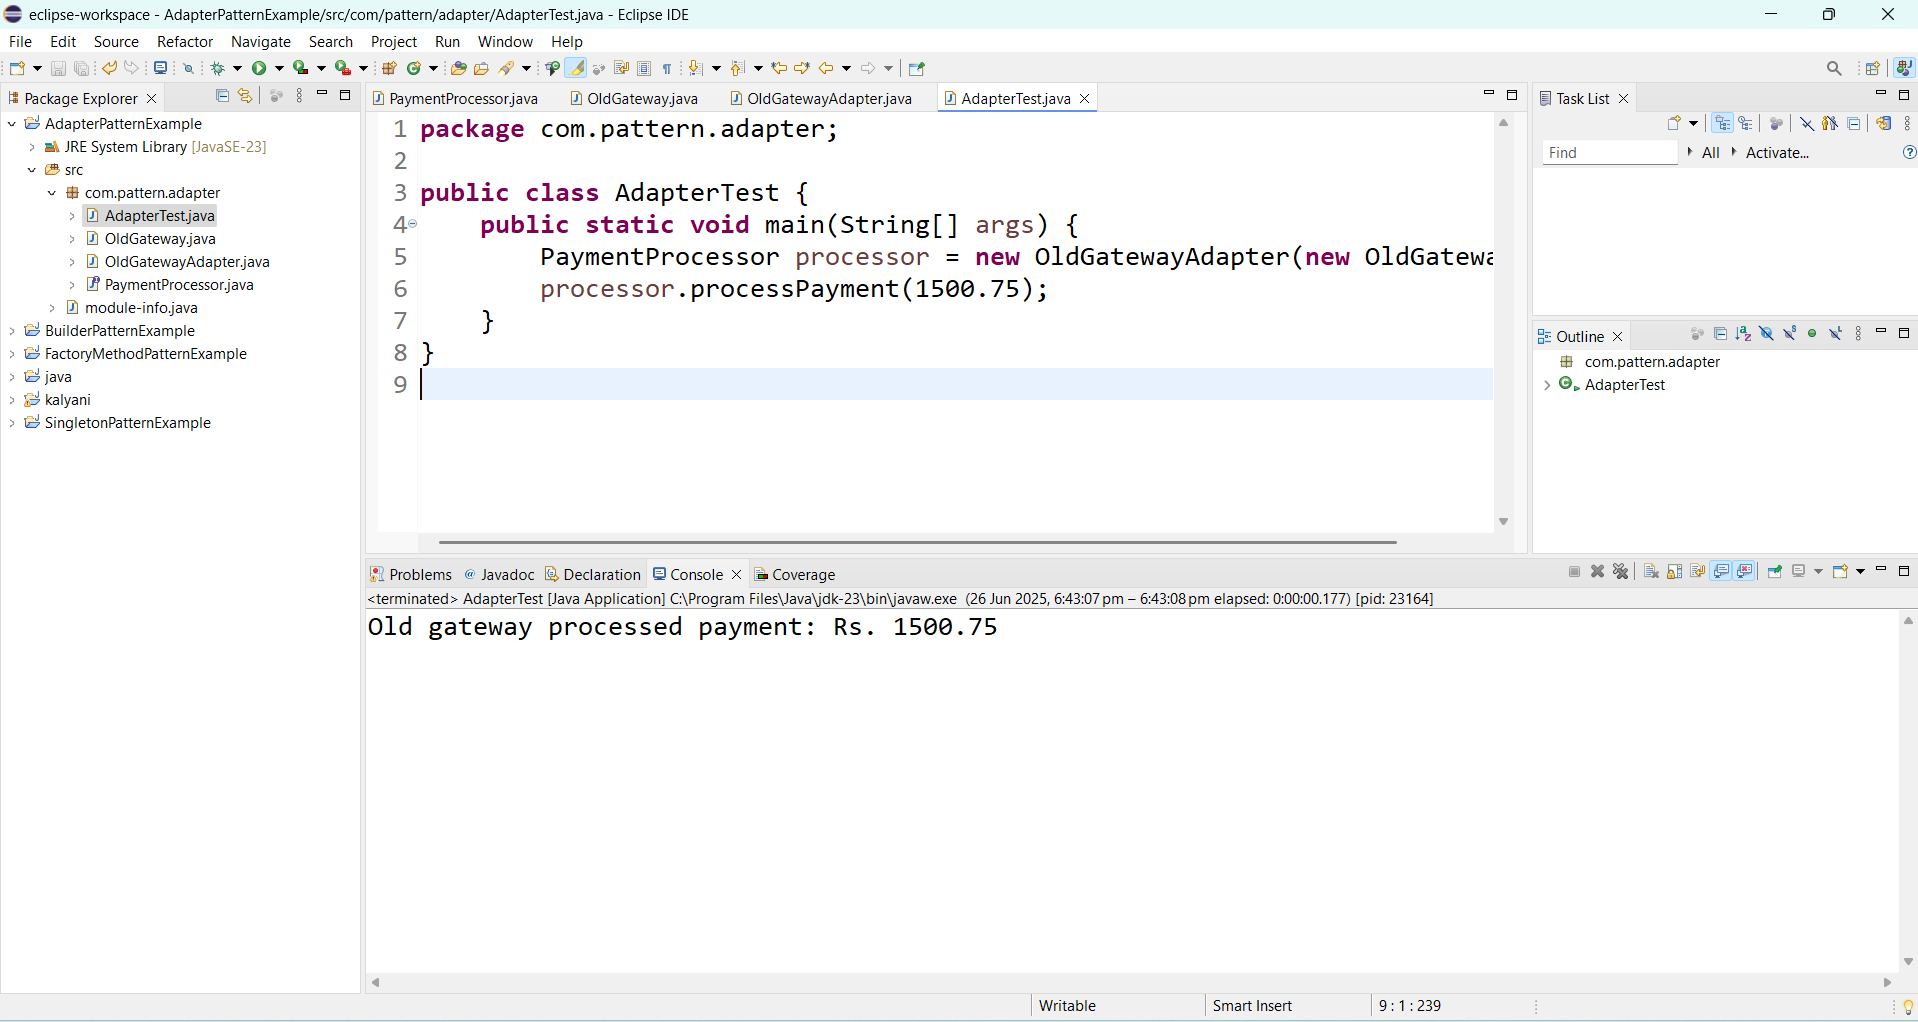 eclipse-workspace - AdapterPatternExample/src/com/pattern/adapter/AdapterTest.java - Eclipse IDE
File Edit Source Refactor Navigate Search Project Run Window Help
Package Explorer
AdapterPatternExample
JRE System Library [JavaSE-23]
src
com.pattern.adapter
AdapterTest.java
OldGateway.java
OldGatewayAdapter.java
PaymentProcessor.java
module-info.java
BuilderPatternExample
FactoryMethodPatternExample
java
kalyani
SingletonPatternExample
PaymentProcessor.java OldGateway.java OldGatewayAdapter.java AdapterTest.java
1 package com.pattern.adapter;
2
3 public class AdapterTest {
4 public static void main(String[] args) {
5 PaymentProcessor processor = new OldGatewayAdapter(new OldGatewa
6 processor.processPayment(1500.75);
7 }
8 }
9
Task List
Find All Activate...
Outline
com.pattern.adapter
AdapterTest
Problems Javadoc Declaration Console Coverage
<terminated> AdapterTest [Java Application] C:\Program Files\Java\jdk-23\bin\javaw.exe (26 Jun 2025, 6:43:07 pm – 6:43:08 pm elapsed: 0:00:00.177) [pid: 23164]
Old gateway processed payment: Rs. 1500.75
Writable Smart Insert 9 : 1 : 239